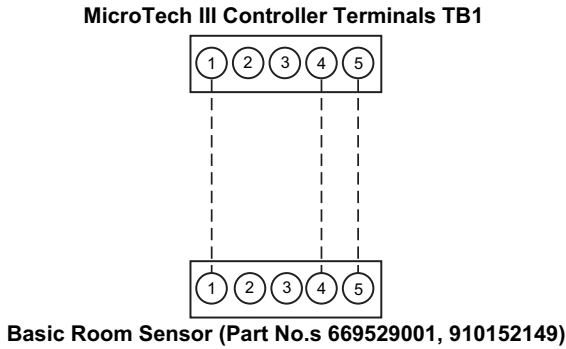 MicroTech III Controller Terminals TB1
1 2 3 4 5
1 2 3 4 5
Basic Room Sensor (Part No.s 669529001, 910152149)